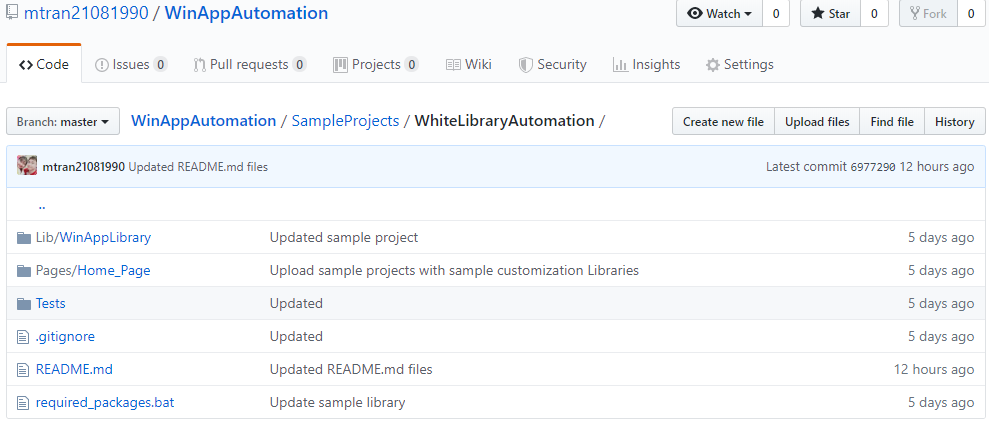 mtran21081990 / WinAppAutomation Watch 0 Star 0 Fork 0
Code Issues 0 Pull requests 0 Projects 0 Wiki Security Insights Settings
Branch: master WinAppAutomation / SampleProjects / WhiteLibraryAutomation / Create new file Upload files Find file History
mtran21081990 Updated README.md files Latest commit 6977290 12 hours ago
..
Lib/WinAppLibrary Updated sample project 5 days ago
Pages/Home_Page Upload sample projects with sample customization Libraries 5 days ago
Tests Updated 5 days ago
.gitignore Updated 5 days ago
README.md Updated README.md files 12 hours ago
required_packages.bat Update sample library 5 days ago